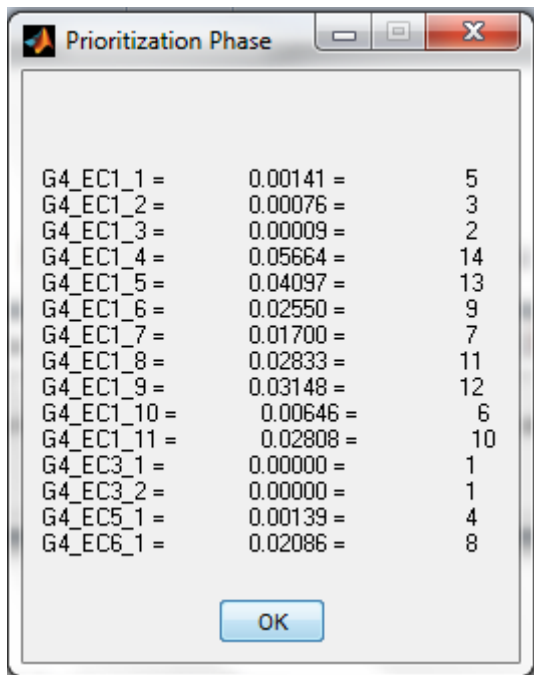 Prioritization Phase
G4_EC1_1 = 0.00141 = 5
G4_EC1_2 = 0.00076 = 3
G4_EC1_3 = 0.00009 = 2
G4_EC1_4 = 0.05664 = 14
G4_EC1_5 = 0.04097 = 13
G4_EC1_6 = 0.02550 = 9
G4_EC1_7 = 0.01700 = 7
G4_EC1_8 = 0.02833 = 11
G4_EC1_9 = 0.03148 = 12
G4_EC1_10 = 0.00646 = 6
G4_EC1_11 = 0.02808 = 10
G4_EC3_1 = 0.00000 = 1
G4_EC3_2 = 0.00000 = 1
G4_EC5_1 = 0.00139 = 4
G4_EC6_1 = 0.02086 = 8
OK